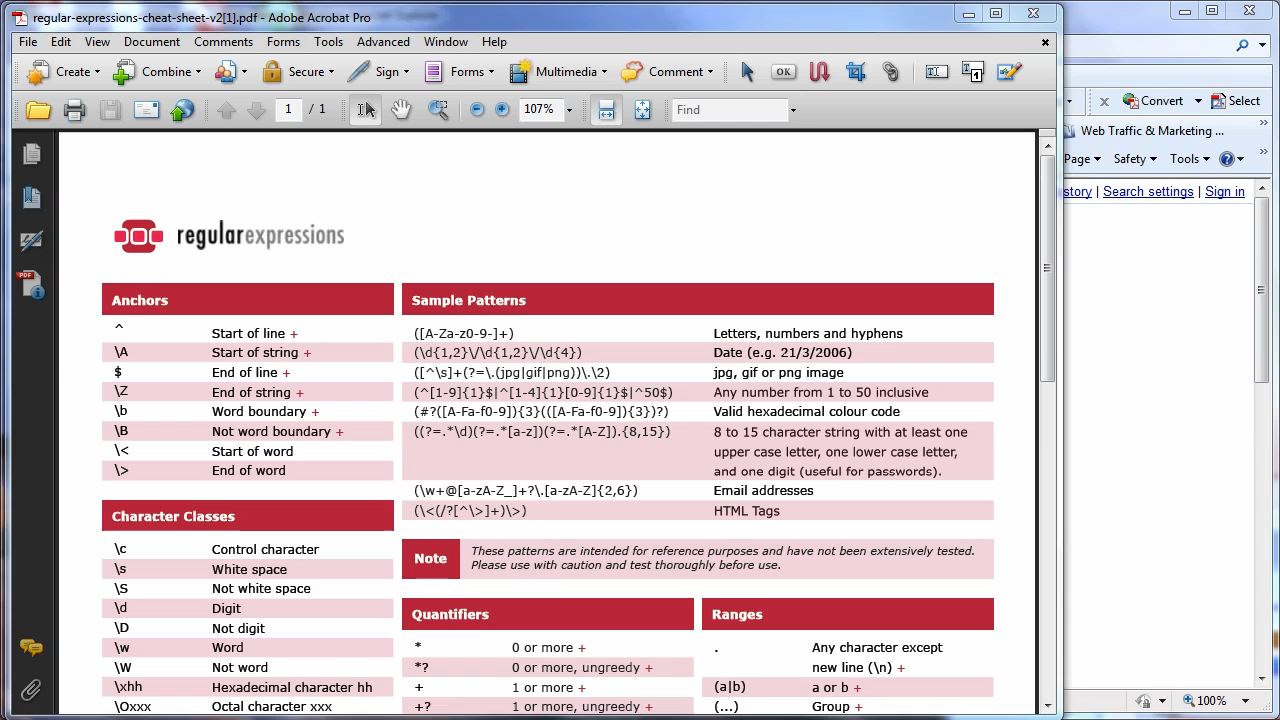 regular-expressions-cheat-sheet-v2[1].pdf - Adobe Acrobat Pro
File Edit View Document Comments Forms Tools Advanced Window Help
Create Combine Secure Sign Forms Multimedia Comment OK
1 / 1 107% Find
Convert Select
Web Traffic & Marketing ...
Page Safety Tools
story | Search settings | Sign in
regularexpressions
Anchors
^ Start of line +
\A Start of string +
$ End of line +
\Z End of string +
\b Word boundary +
\B Not word boundary +
\< Start of word
\> End of word
Character Classes
\c Control character
\s White space
\S Not white space
\d Digit
\D Not digit
\w Word
\W Not word
\xhh Hexadecimal character hh
\Oxxx Octal character xxx
Sample Patterns
([A-Za-z0-9-]+) Letters, numbers and hyphens
(\d{1,2}\/\d{1,2}\/\d{4}) Date (e.g. 21/3/2006)
([^\s]+(?=\.(jpg|gif|png))\.\2) jpg, gif or png image
(^[1-9]{1}$|^[1-4]{1}[0-9]{1}$|^50$) Any number from 1 to 50 inclusive
(#?([A-Fa-f0-9]){3}(([A-Fa-f0-9]){3})?) Valid hexadecimal colour code
((?=.*\d)(?=.*[a-z])(?=.*[A-Z]).{8,15}) 8 to 15 character string with at least one
upper case letter, one lower case letter,
and one digit (useful for passwords).
(\w+@[a-zA-Z_]+?\.[a-zA-Z]{2,6}) Email addresses
(\<(/?[^\>]+)\>) HTML Tags
Note
These patterns are intended for reference purposes and have not been extensively tested.
Please use with caution and test thoroughly before use.
Quantifiers
* 0 or more +
*? 0 or more, ungreedy +
+ 1 or more +
+? 1 or more, ungreedy +
Ranges
. Any character except
new line (\n) +
(a|b) a or b +
(...) Group +
100%